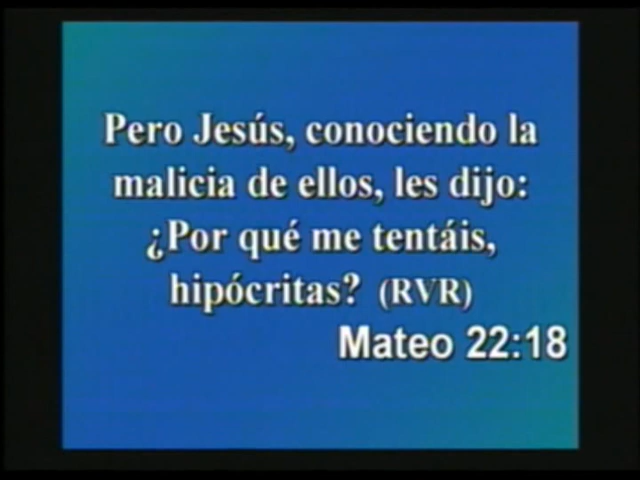 Pero Jesús, conociendo la
malicia de ellos, les dijo:
¿Por qué me tentáis,
hipócritas? (RVR)
Mateo 22:18